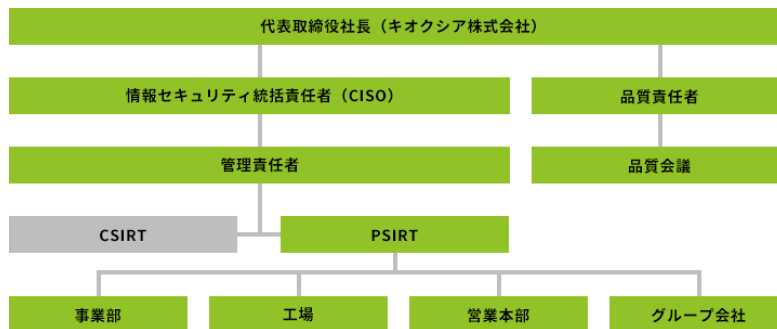 代表取締役社長（キオクシア株式会社）
情報セキュリティ統括責任者（CISO）
品質責任者
管理責任者
品質会議
CSIRT
PSIRT
事業部
工場
営業本部
グループ会社